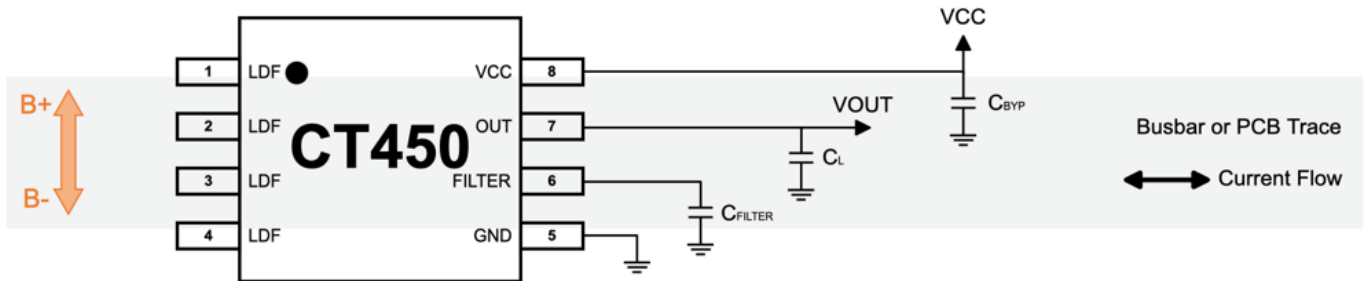 VCC
1 LDF VCC 8
B+ VOUT CBYP
2 LDF OUT 7 Busbar or PCB Trace
CT450
CL
B- 3 LDF FILTER 6 Current Flow
CFILTER
4 LDF GND 5